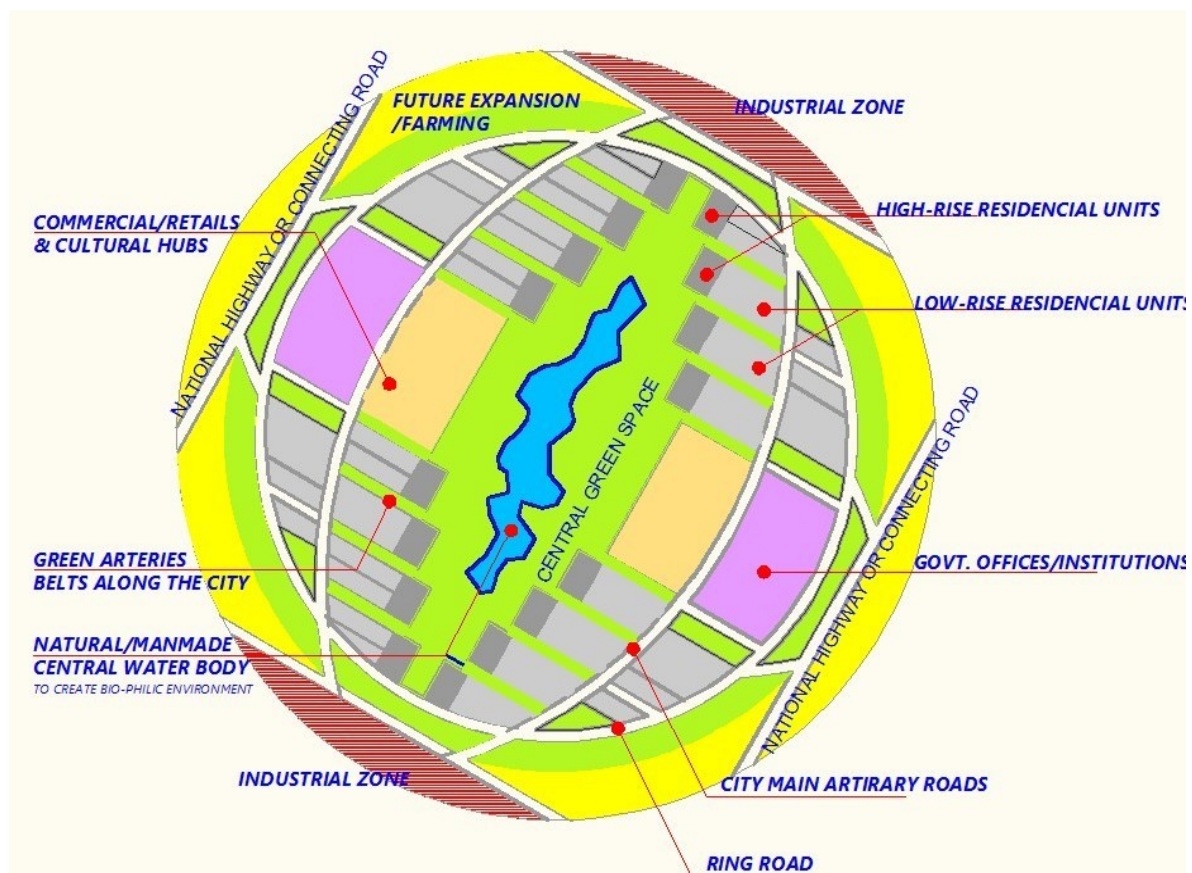 FUTURE EXPANSION
/FARMING
INDUSTRIAL ZONE
NATIONAL HIGHWAY OR CONNECTING ROAD
COMMERCIAL/RETAILS
& CULTURAL HUBS
HIGH-RISE RESIDENCIAL UNITS
LOW-RISE RESIDENCIAL UNITS
CENTRAL GREEN SPACE
GREEN ARTERIES
BELTS ALONG THE CITY
GOVT. OFFICES/INSTITUTIONS
NATIONAL HIGHWAY OR CONNECTING ROAD
NATURAL/MANMADE
CENTRAL WATER BODY
TO CREATE BIO-PHILIC ENVIRONMENT
INDUSTRIAL ZONE
CITY MAIN ARTIRARY ROADS
RING ROAD